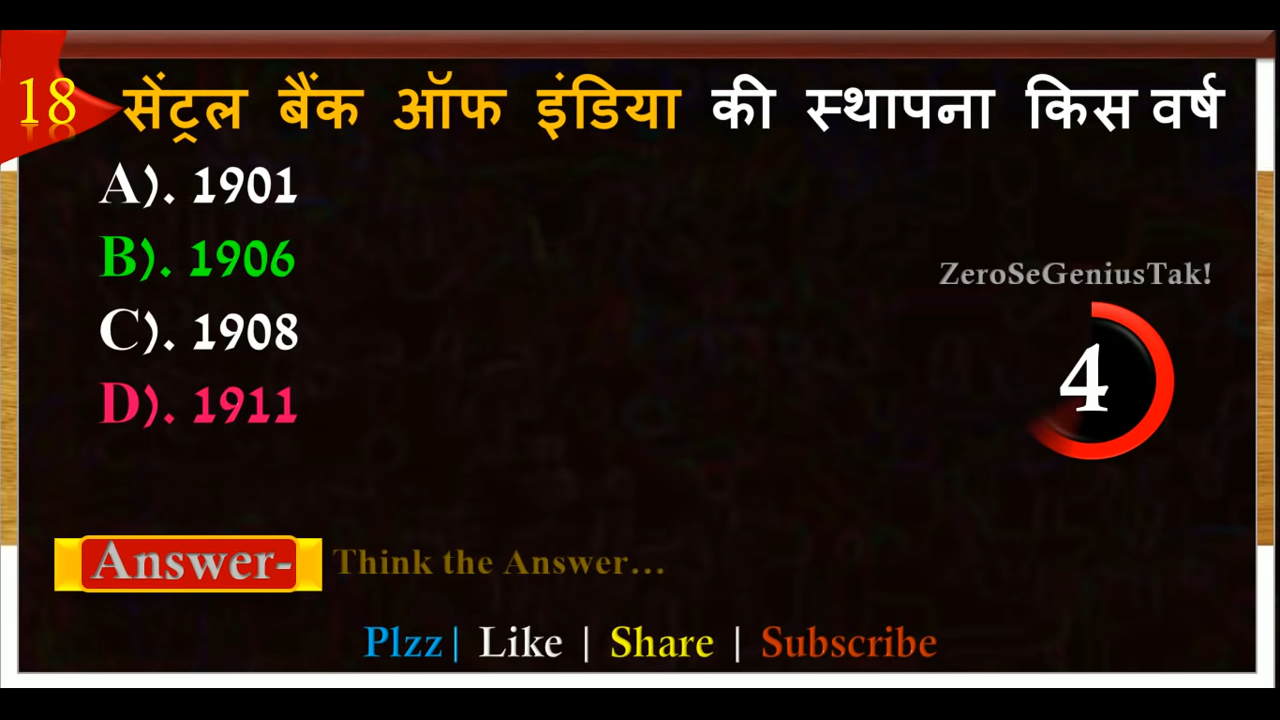 18 सेंट्रल बैंक ऑफ इंडिया की स्थापना किस वर्ष
A). 1901
B). 1906
C). 1908
D). 1911
ZeroSeGeniusTak!
4
Answer- Think the Answer...
Plzz| Like | Share | Subscribe